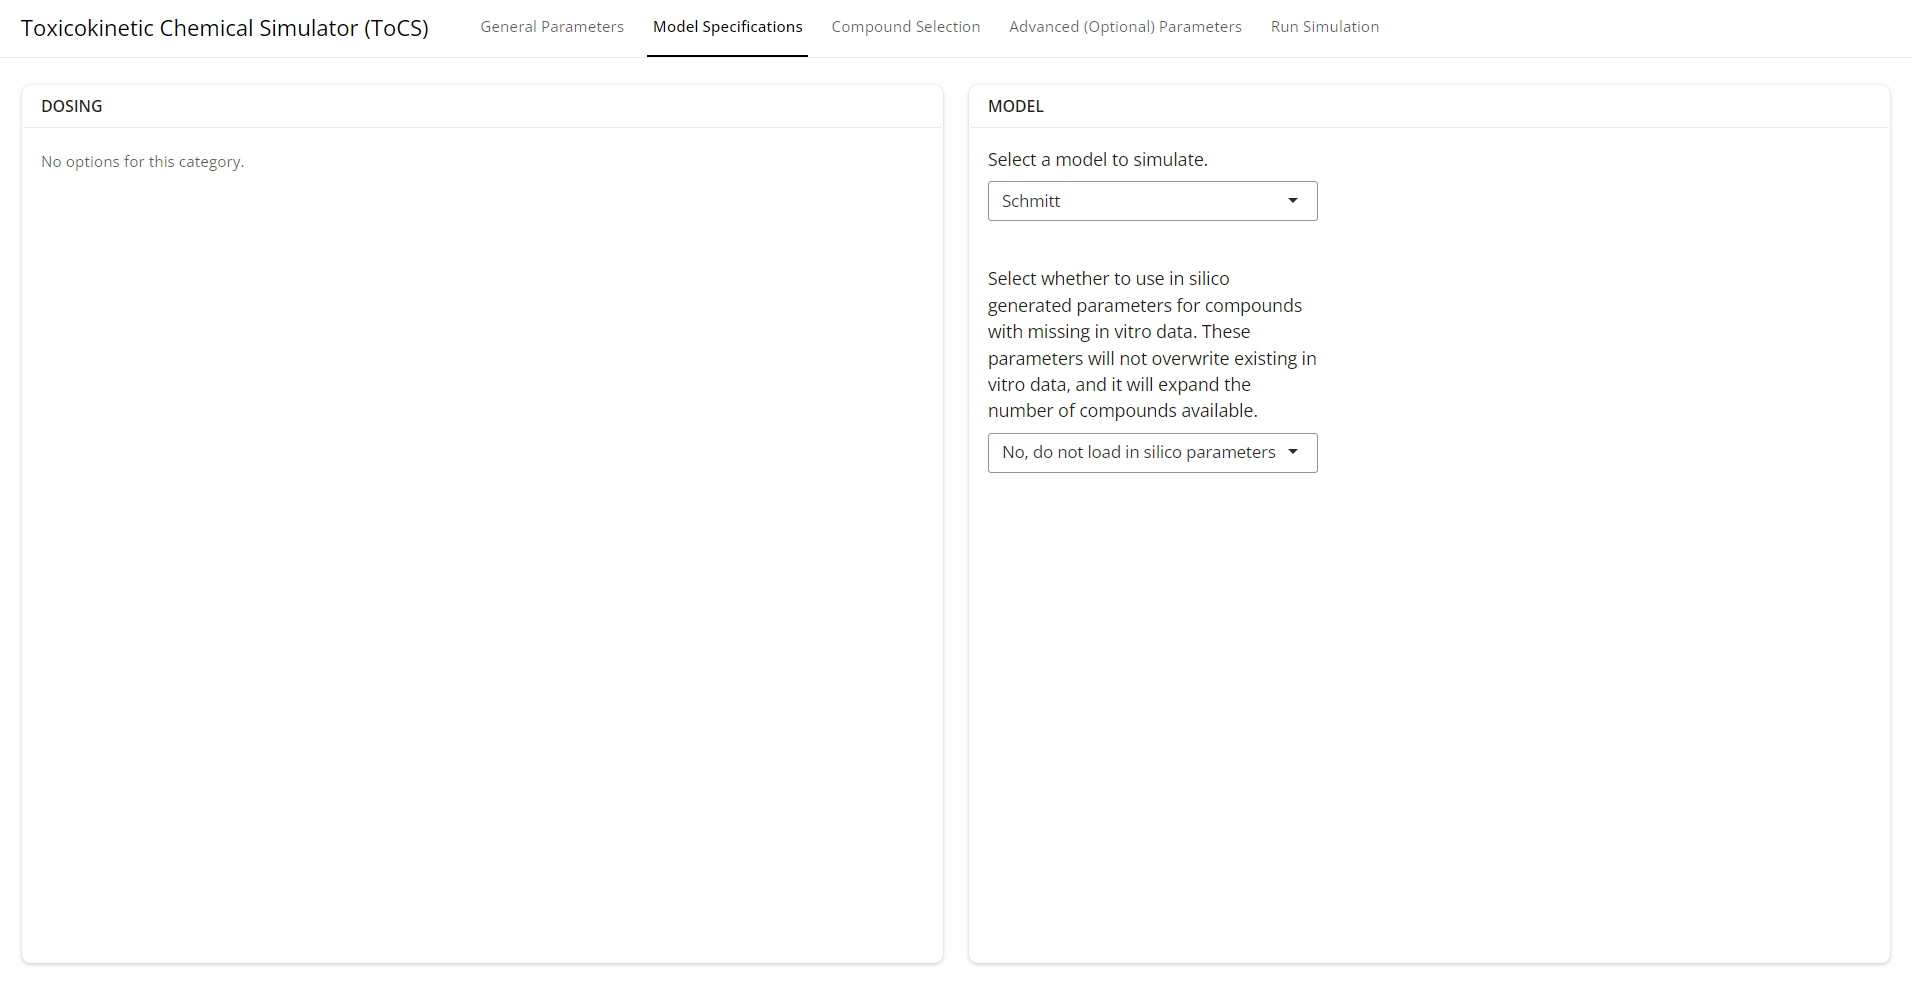 Toxicokinetic Chemical Simulator (ToCS)
General Parameters
Model Specifications
Compound Selection
Advanced (Optional) Parameters
Run Simulation
DOSING
No options for this category.
MODEL
Select a model to simulate.
Schmitt
Select whether to use in silico
generated parameters for compounds
with missing in vitro data. These
parameters will not overwrite existing in
vitro data, and it will expand the
number of compounds available.
No, do not load in silico parameters